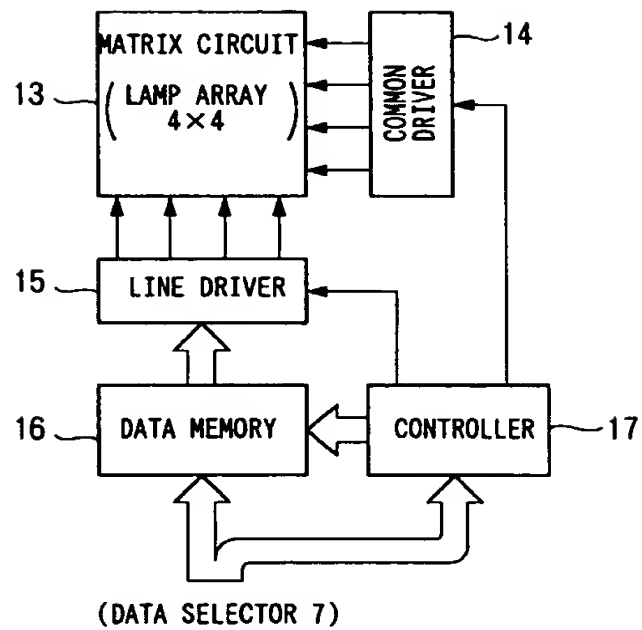 MATRIX CIRCUIT
14
13
( LAMP ARRAY
4×4 )
COMMON
DRIVER
15
LINE DRIVER
16
DATA MEMORY
CONTROLLER
17
(DATA SELECTOR 7)